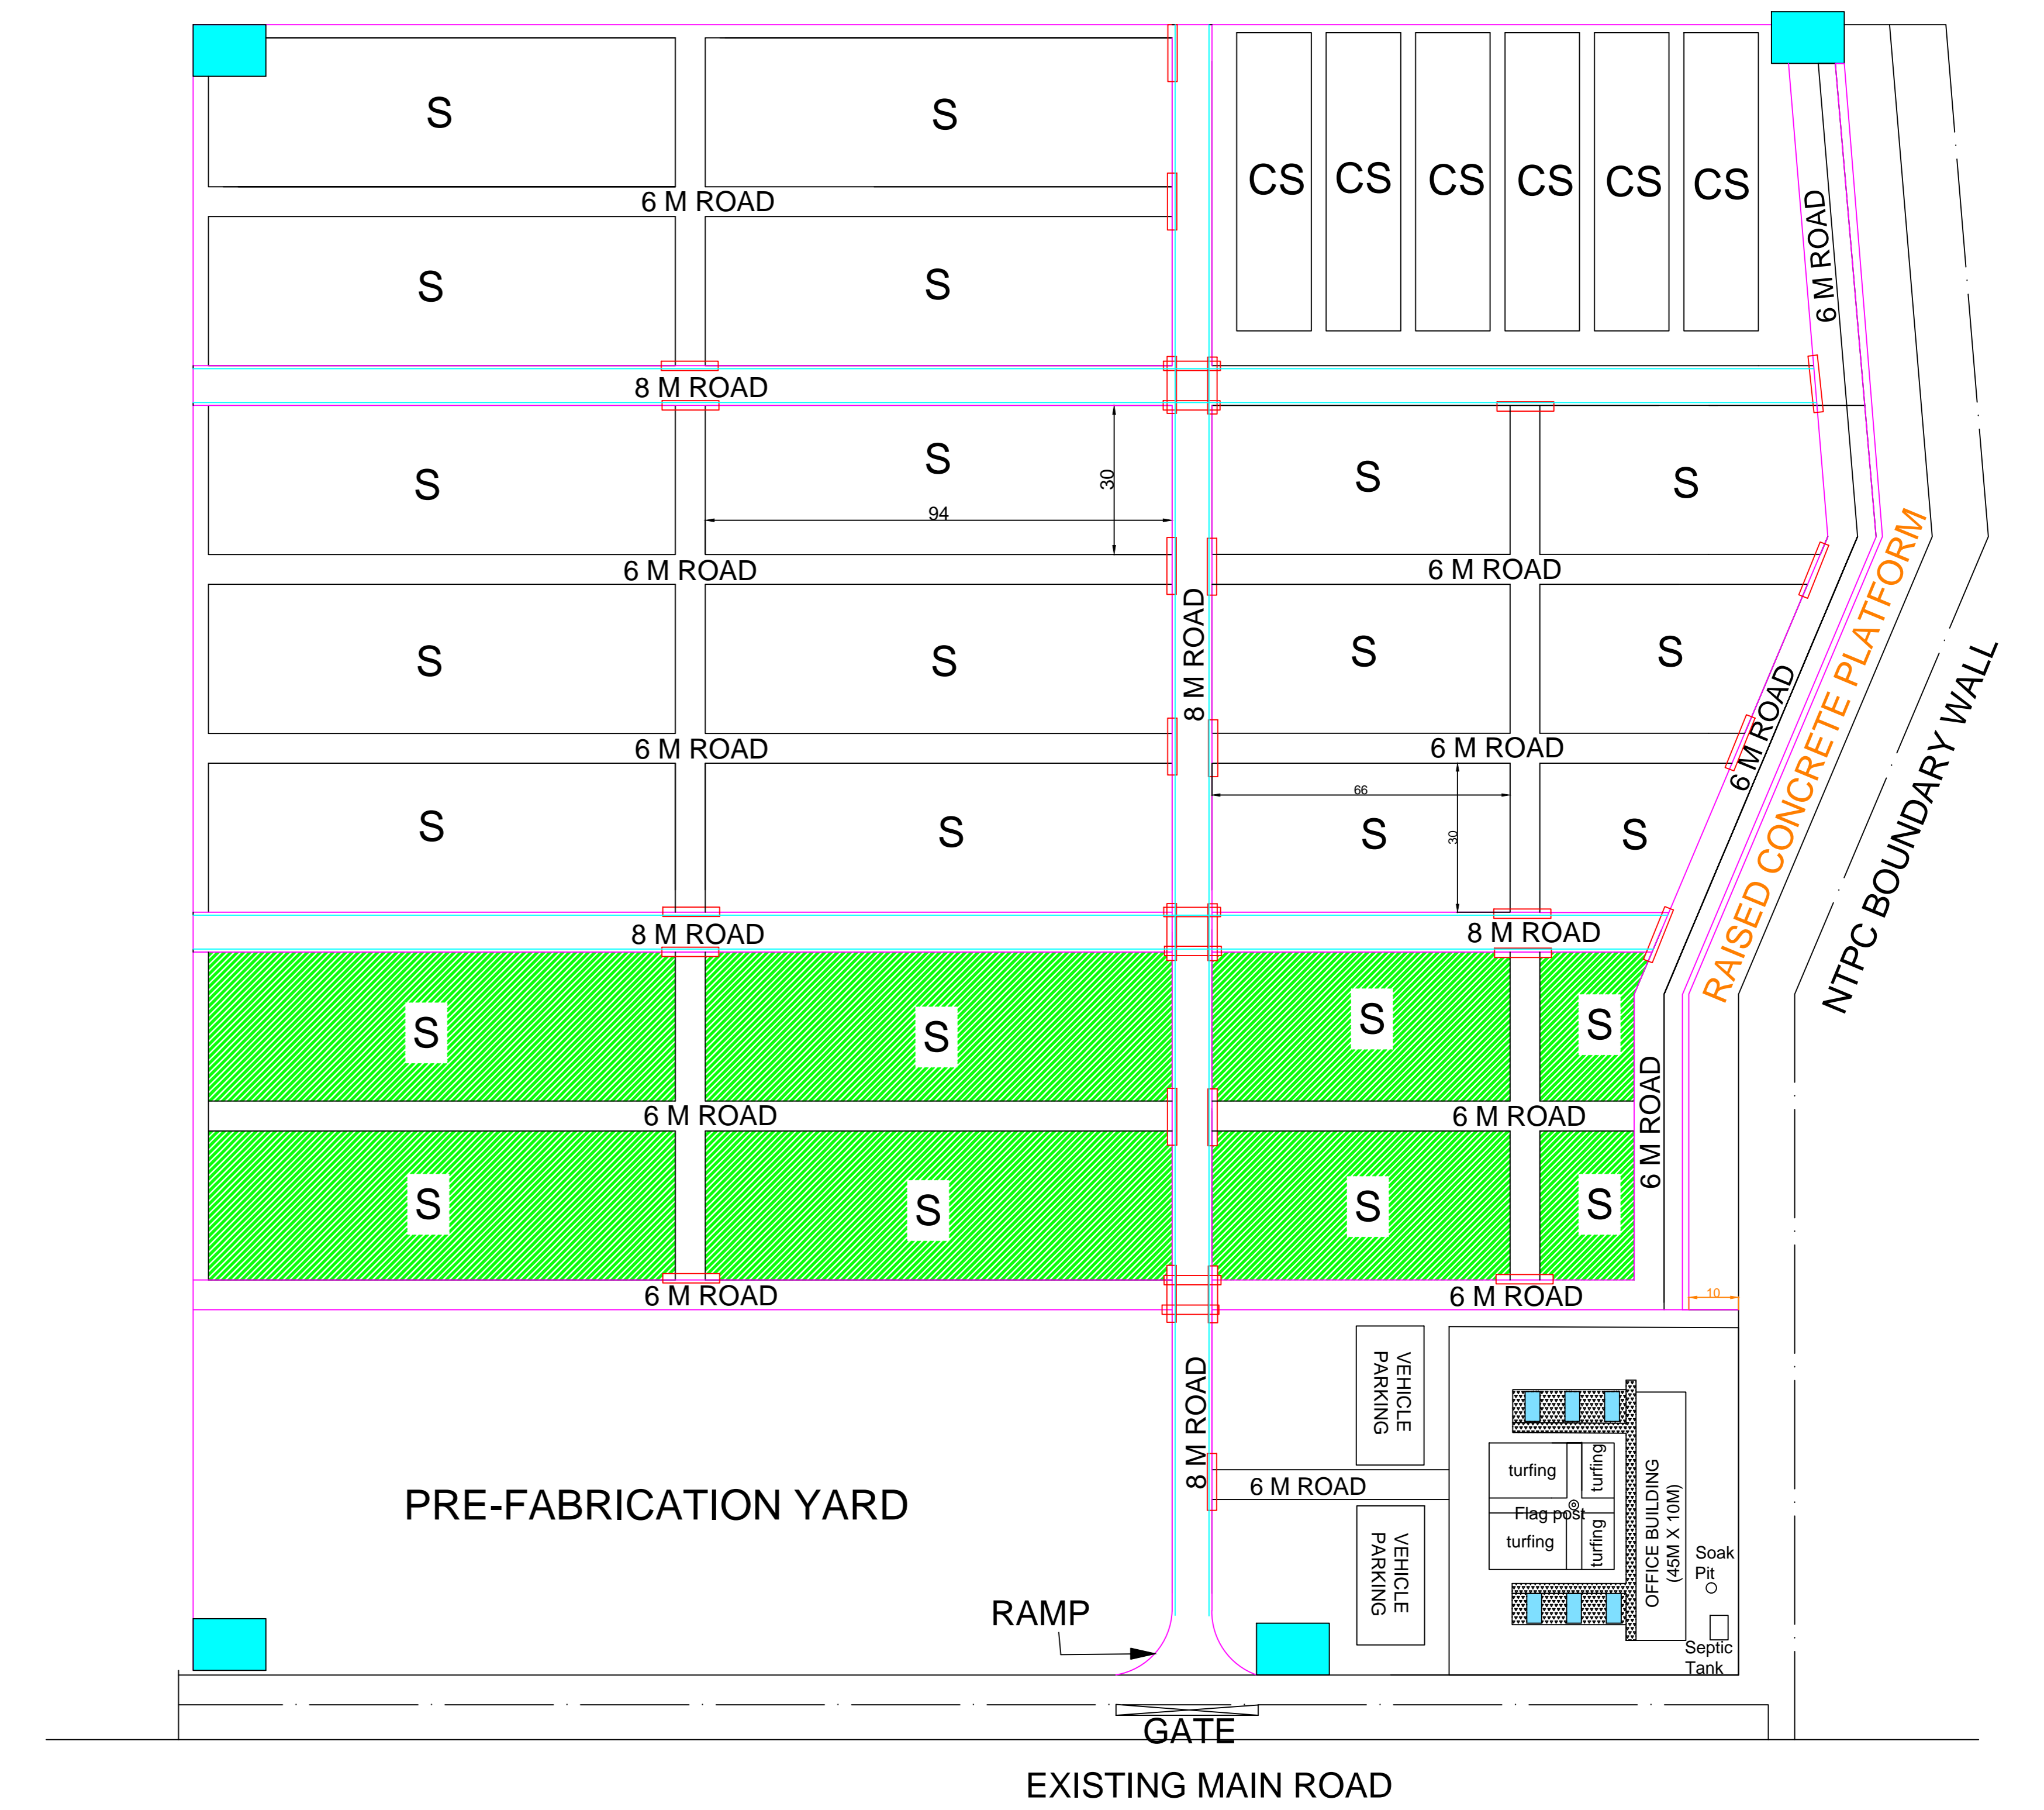 S
S
CS
CS
CS
CS
CS
CS
6 M ROAD
6 M ROAD
S
S
8 M ROAD
S
S
30
94
S
S
6 M ROAD
6 M ROAD
8 M ROAD
S
S
S
S
6 M ROAD
RAISED CONCRETE PLATFORM
NTPC BOUNDARY WALL
6 M ROAD
6 M ROAD
66
30
S
S
S
S
8 M ROAD
8 M ROAD
S
S
S
S
6 M ROAD
6 M ROAD
6 M ROAD
S
S
S
S
6 M ROAD
6 M ROAD
10
8 M ROAD
VEHICLE
PARKING
PRE-FABRICATION YARD
6 M ROAD
turfing
turfing
Flag post
turfing
turfing
OFFICE BUILDING
(45M X 10M)
Soak
Pit
VEHICLE
PARKING
RAMP
Septic
Tank
GATE
EXISTING MAIN ROAD